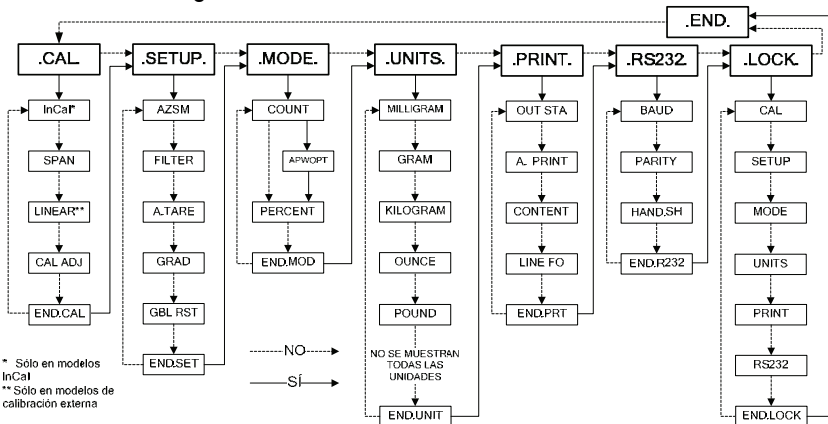 .END.
.CAL.
.SETUP.
.MODE.
.UNITS.
.PRINT.
.RS232.
.LOCK.
InCal*
SPAN
LINEAR**
CAL ADJ
END.CAL
* Sólo en modelos
InCal
** Sólo en modelos de
calibración externa
AZSM
FILTER
A.TARE
GRAD
GBL RST
END.SET
COUNT
APWOPT
PERCENT
END.MOD
NO
SÍ
MILLIGRAM
GRAM
KILOGRAM
OUNCE
POUND
NO SE MUESTRAN
TODAS LAS
UNIDADES
END.UNIT
OUT STA
A. PRINT
CONTENT
LINE FO
END.PRT
BAUD
PARITY
HAND.SH
END.R232
CAL
SETUP
MODE
UNITS
PRINT
RS232
END.LOCK